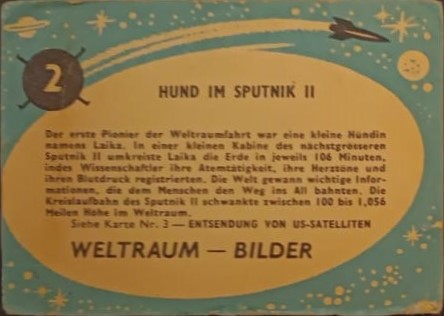 2
HUND IM SPUTNIK II
Der erste Pionier der Weltraumfahrt war eine kleine Hündin
namens Laika. In einer kleinen Kabine des nächstgrösseren
Sputnik II umkreiste Laika die Erde in jeweils 106 Minuten,
indes Wissenschaftler ihre Atemtätigkeit, ihre Herztöne und
ihren Blutdruck registrierten. Die Welt gewann wichtige Infor-
mationen, die dem Menschen den Weg ins All bahnten. Die
Kreislaufbahn des Sputnik II schwankte zwischen 100 bis 1,056
Meilen Höhe im Weltraum.
Siehe Karte Nr. 3 — ENTSENDUNG VON US-SATELLITEN
WELTRAUM — BILDER